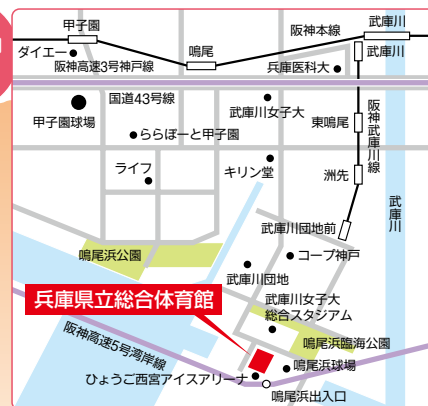 甲子園
ダイエー
阪神高速3号神戸線
鳴尾
阪神本線
武庫川
武庫川
兵庫医科大
国道43号線
甲子園球場
武庫川女子大
ららぽーと甲子園
東鳴尾
阪神武庫川線
ライフ
キリン堂
洲先
武庫川
武庫川団地前
鳴尾浜公園
コープ神戸
武庫川団地
兵庫県立総合体育館
武庫川女子大
総合スタジアム
阪神高速5号湾岸線
鳴尾浜臨海公園
鳴尾浜球場
ひょうご西宮アイスアリーナ
鳴尾浜出入口